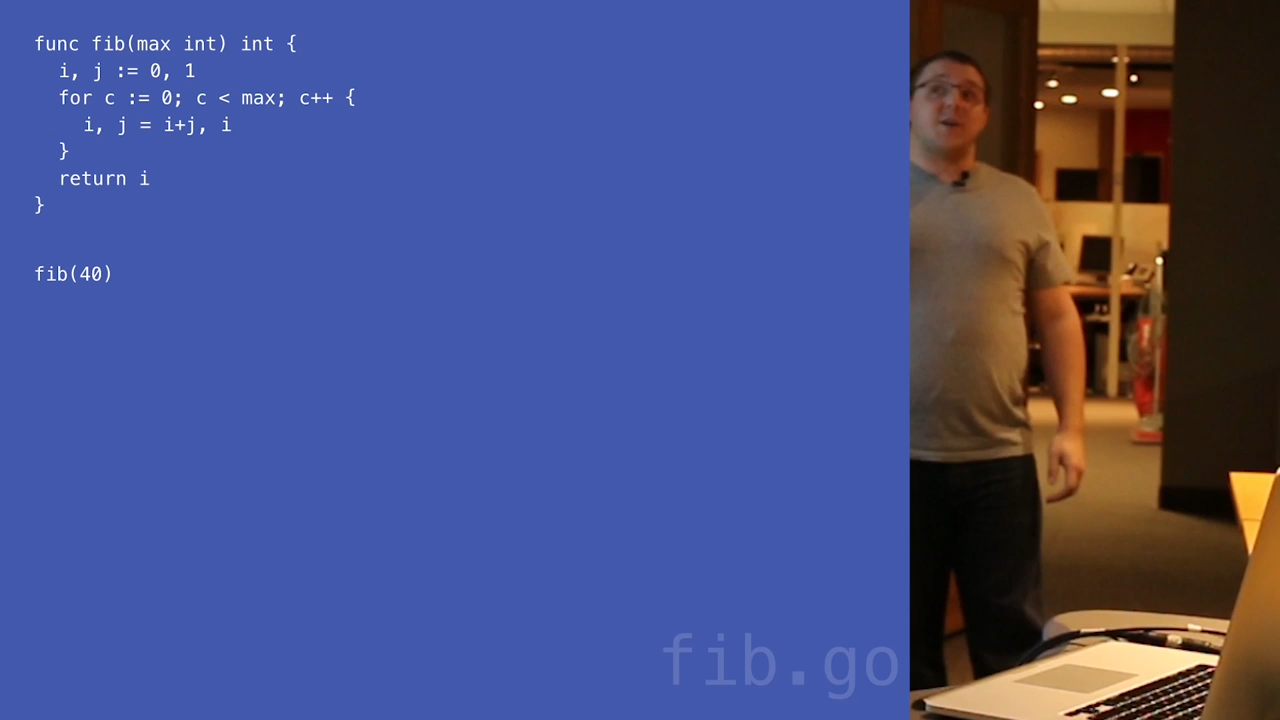 func fib(max int) int {
i, j := 0, 1
for c := 0; c < max; c++ {
i, j = i+j, i
}
return i
}
fib(40)
fib.go